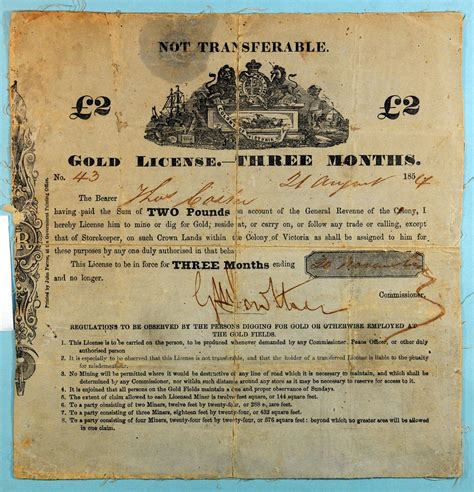 NOT TRANSFERABLE.
£2 £2
VICTORIA
GOLD LICENSE.—THREE MONTHS.
No. 43 21 August 1854
The Bearer Thos
having paid the Sum of TWO Pounds on account of the General Revenue of the Colony, I
hereby License him to mine or dig for Gold; reside at, or carry on, or follow any trade or calling, except
that of Storekeeper, on such Crown Lands within the Colony of Victoria as shall be assigned to him for
these purposes by any one duly authorised in that behalf.
This License to be in force for THREE Months ending
and no longer.
Commissioner.
REGULATIONS TO BE OBSERVED BY THE PERSONS DIGGING FOR GOLD OR OTHERWISE EMPLOYED AT
THE GOLD FIELDS.
1. This License is to be carried on the person, to be produced whenever demanded by any Commissioner, Peace Officer, or other duly
authorised person
2. It is especially to be observed that this License is not transferable, and that the holder of a transferred License is liable to the penalty
for misdemeanour.
3. No Mining will be permitted where it would be destructive of any line of road which it is necessary to maintain, and which shall be
determined by any Commissioner, nor within such distance around any store as it may be necessary to reserve for access to it.
4. It is enjoined that all persons on the Gold Fields maintain a due and proper observance of Sundays.
5. The extent of claim allowed to each Licensed Miner is twelve feet square, or 144 square feet.
6. To a party consisting of two Miners, twelve feet by twenty-four, or 288 feet.
7. To a party consisting of three Miners, eighteen feet by twenty-four, or 432 square feet.
8. To a party consisting of four Miners, twenty-four feet by twenty-four, or 576 square feet: beyond which no greater area will be allowed
in one claim.